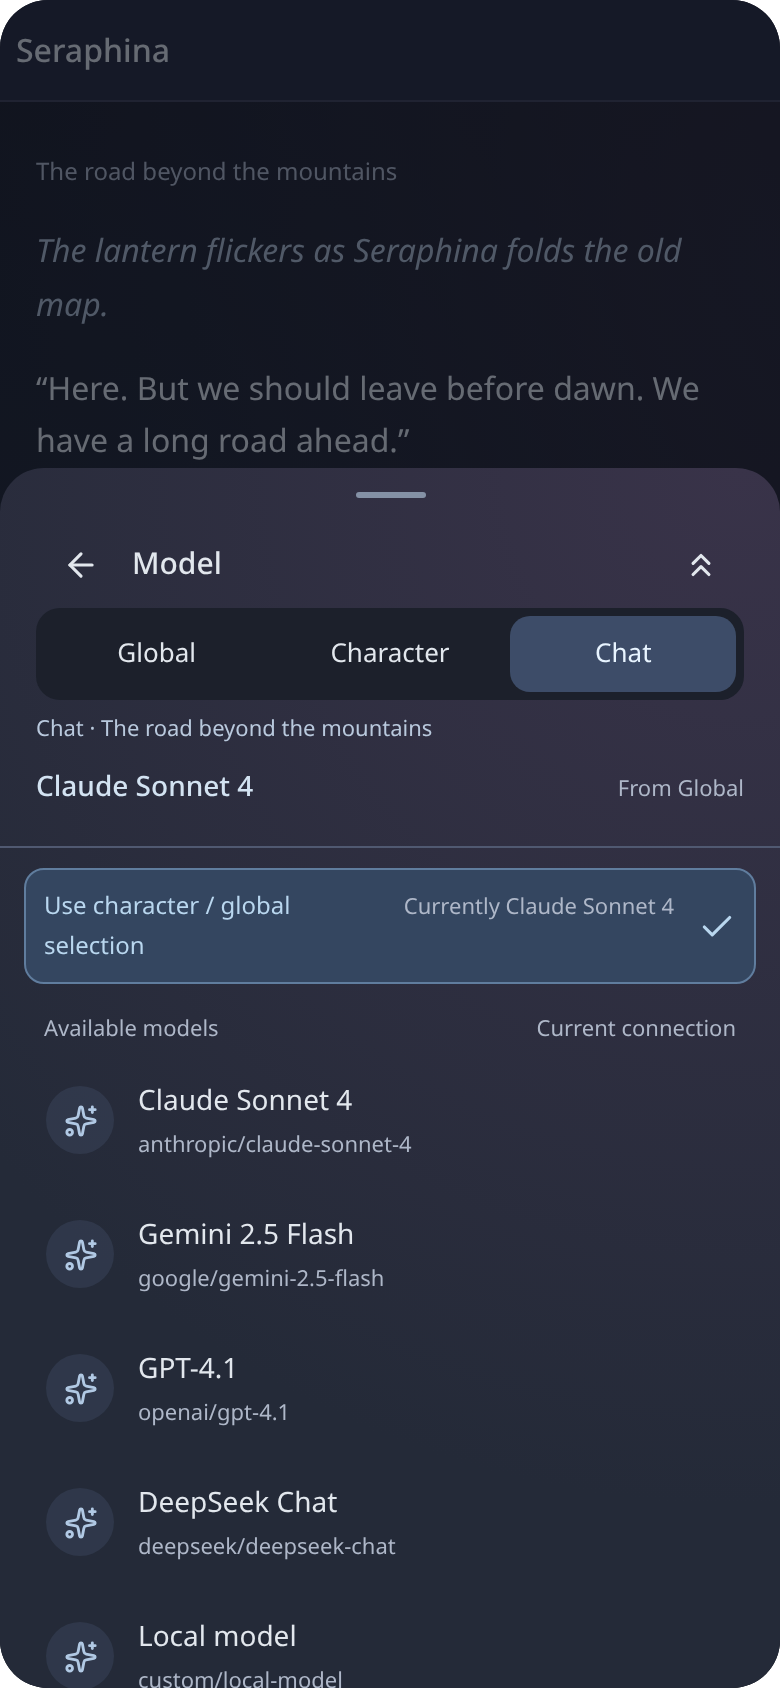 Seraphina
The road beyond the mountains
The lantern flickers as Seraphina folds the old
map.
“Here. But we should leave before dawn. We
have a long road ahead.”
Model
Global
Character
Chat
Chat · The road beyond the mountains
Claude Sonnet 4
From Global
Use character / global
selection
Currently Claude Sonnet 4
Available models
Current connection
Claude Sonnet 4
anthropic/claude-sonnet-4
Gemini 2.5 Flash
google/gemini-2.5-flash
GPT-4.1
openai/gpt-4.1
DeepSeek Chat
deepseek/deepseek-chat
Local model
custom/local-model